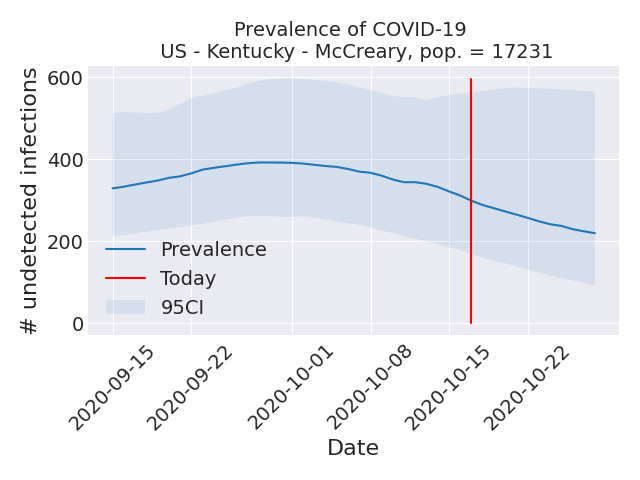 Prevalence of COVID-19
US - Kentucky - McCreary, pop. = 17231
# undetected infections
600
400
200
0
Prevalence
Today
95CI
2020-09-15
2020-09-22
2020-10-01
2020-10-08
2020-10-15
2020-10-22
Date